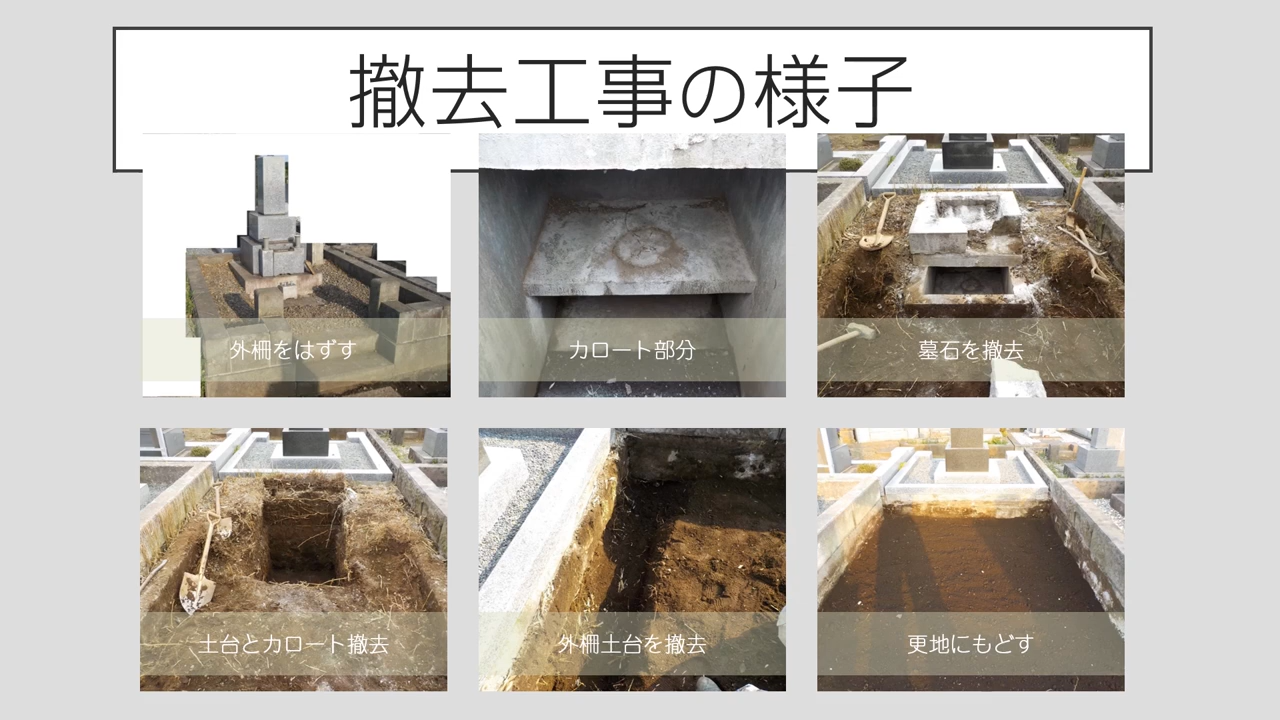 撤去工事の様子
外柵をはずす
カロート部分
墓石を撤去
土台とカロート撤去
外柵土台を撤去
更地にもどす